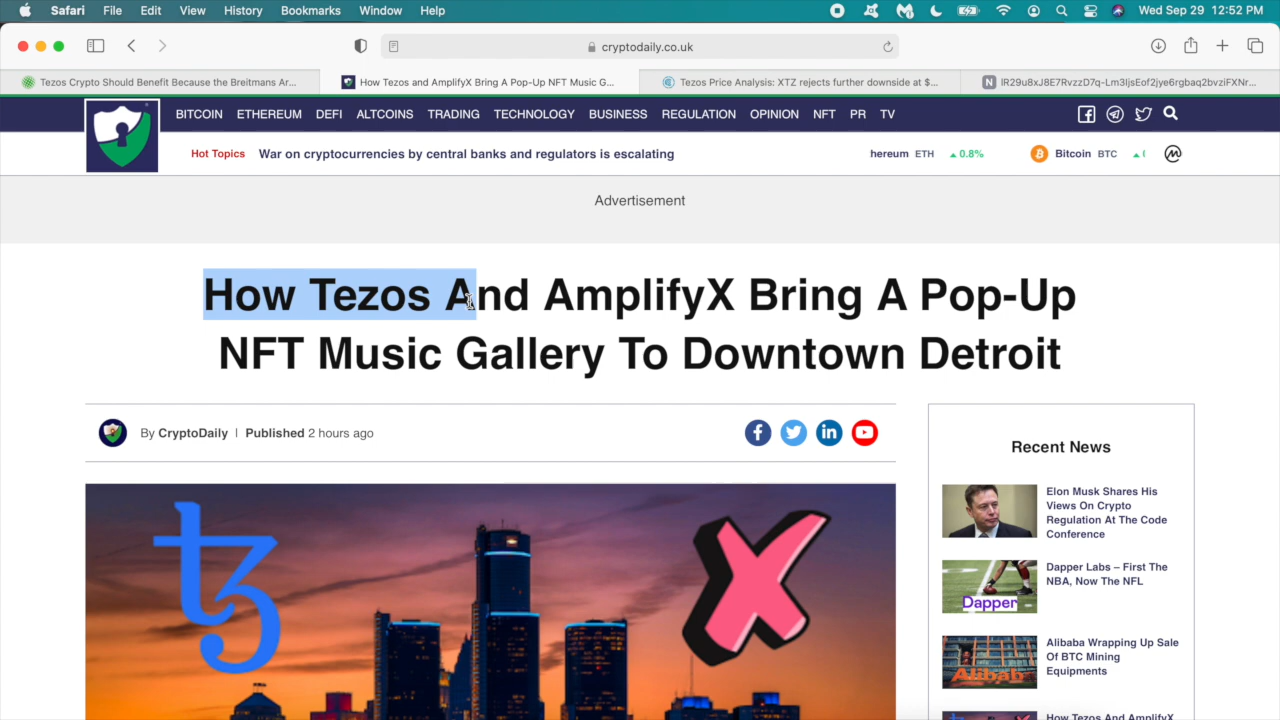 Safari File Edit View History Bookmarks Window Help Wed Sep 29 12:52 PM
cryptodaily.co.uk
Tezos Crypto Should Benefit Because the Breitmans Ar... How Tezos and AmplifyX Bring A Pop-Up NFT Music G... Tezos Price Analysis: XTZ rejects further downside at $... N lR29u8xJ8E7RvzzD7q-Lm3IjsEof2jye6rgbaq2bvziFXNr...
BITCOIN ETHEREUM DEFI ALTCOINS TRADING TECHNOLOGY BUSINESS REGULATION OPINION NFT PR TV
Hot Topics War on cryptocurrencies by central banks and regulators is escalating hereum ETH ▲ 0.8% Bitcoin BTC ▲
Advertisement
How Tezos And AmplifyX Bring A Pop-Up
NFT Music Gallery To Downtown Detroit
By CryptoDaily | Published 2 hours ago
Recent News
Elon Musk Shares His
Views On Crypto
Regulation At The Code
Conference
Dapper Labs – First The
NBA, Now The NFL
Dapper
Alibaba Wrapping Up Sale
Of BTC Mining
Equipments
Alibab
How Tezos And AmplifyX